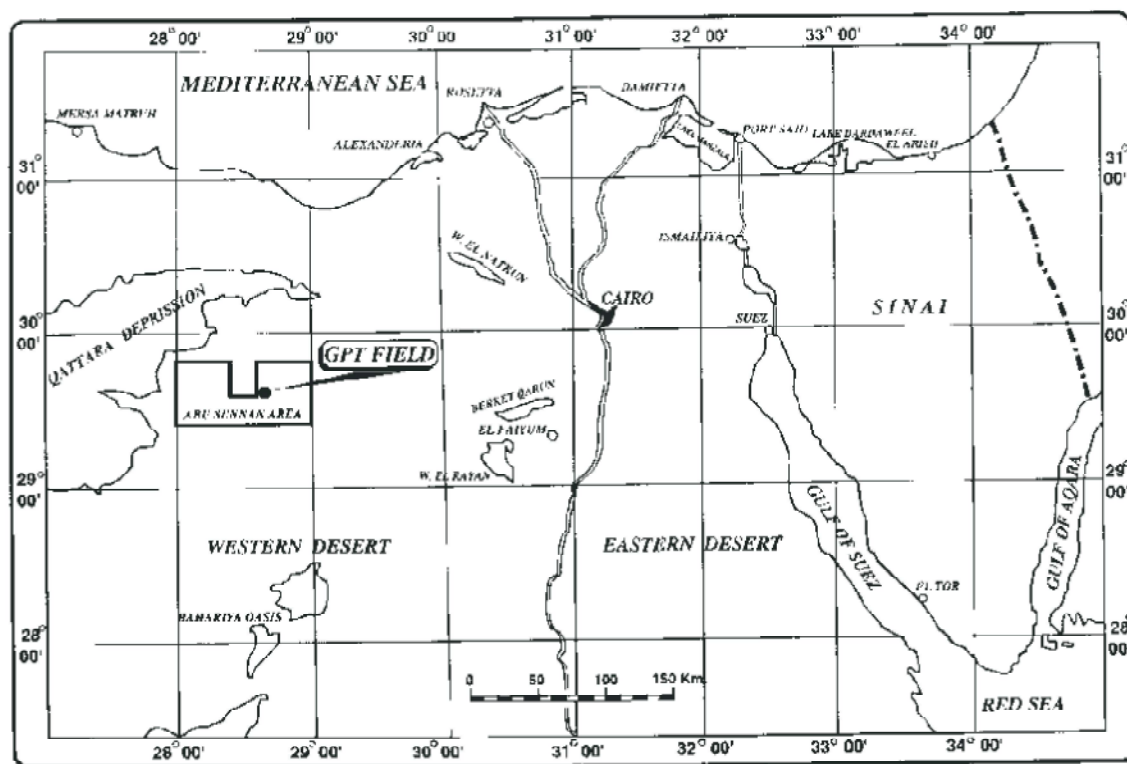 28° 00' 29° 00' 30° 00' 31° 00' 32° 00' 33° 00' 34° 00'
MEDITERRANEAN SEA
ROSETTA
DAMIETTA
MERSA MATRUH
ALEXANDRIA
PORT SAID
LAKE BARDAWEEL
EL ARISH
31° 00'
31° 00'
ISMAILIYA
W. EL NATRUN
QATTARA DEPRISSION
CAIRO
SINAI
30° 00'
SUEZ
30° 00'
GPT FIELD
ABU SENNAN AREA
BERKET QARUN
EL FAIYUM
W. EL RAYAN
29° 00'
29° 00'
GULF OF SUEZ
GULF OF AQARA
WESTERN DESERT
EASTERN DESERT
EL TOR
BAHARIYA OASIS
28° 00'
28° 00'
0 50 100 150 Km.
RED SEA
28° 00' 29° 00' 30° 00' 31° 00' 32° 00' 33° 00' 34° 00'